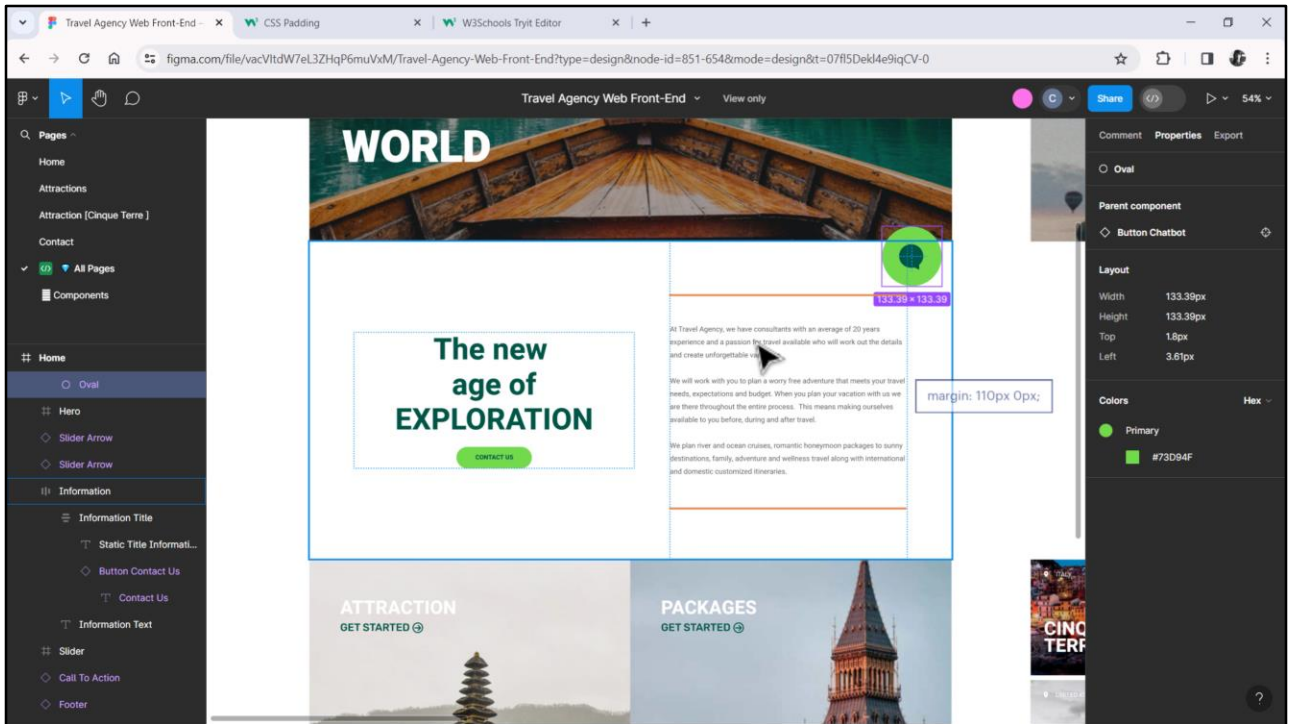 Travel Agency Web Front-End –
CSS Padding
W3Schools Tryit Editor
figma.com/file/vacVItdW7eL3ZHqP6muVxM/Travel-Agency-Web-Front-End?type=design&node-id=851-654&mode=design&t=07fl5Dekl4e9iqCV-0
Travel Agency Web Front-End
View only
C
Share
54%
Pages
Home
Attractions
Attraction [Cinque Terre ]
Contact
All Pages
Components
Home
Oval
Hero
Slider Arrow
Slider Arrow
Information
Information Title
Static Title Informati...
Button Contact Us
Contact Us
Information Text
Slider
Call To Action
Footer
WORLD
133.39 × 133.39
The new
age of
EXPLORATION
CONTACT US
At Travel Agency, we have consultants with an average of 20 years
experience and a passion for travel available who will work out the details
and create unforgettable
We will work with you to plan a worry free adventure that meets your travel
needs, expectations and budget. When you plan your vacation with us we
are there throughout the entire process. This means making ourselves
available to you before, during and after travel.
We plan river and ocean cruises, romantic honeymoon packages to sunny
destinations, family, adventure and wellness travel along with international
and domestic customized itineraries.
margin: 110px 0px;
ATTRACTION
GET STARTED
PACKAGES
GET STARTED
ITALY
CINQ
TERR
Comment Properties Export
Oval
Parent component
Button Chatbot
Layout
Width 133.39px
Height 133.39px
Top 1.8px
Left 3.61px
Colors Hex
Primary
#73D94F
?